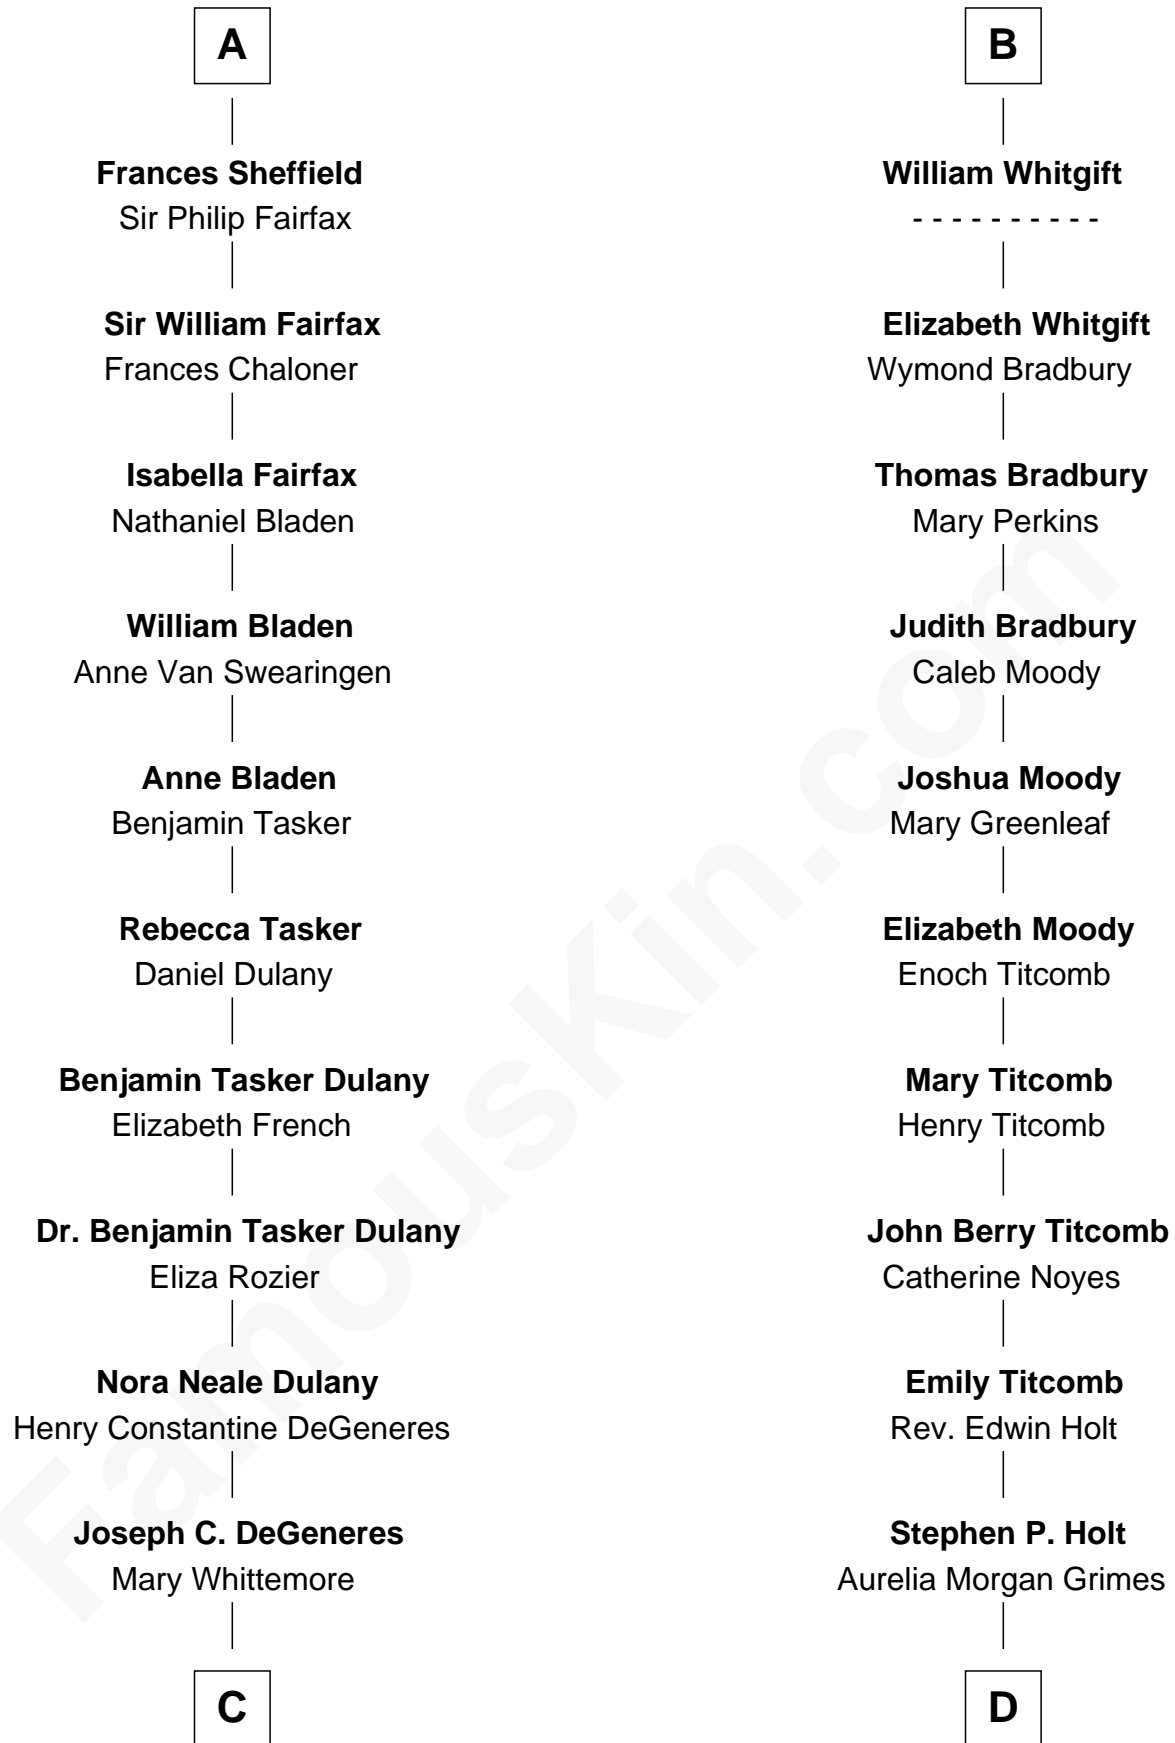 A
Frances Sheffield
Sir Philip Fairfax
Sir William Fairfax
Frances Chaloner
Isabella Fairfax
Nathaniel Bladen
William Bladen
Anne Van Swearingen
Anne Bladen
Benjamin Tasker
Rebecca Tasker
Daniel Dulany
Benjamin Tasker Dulany
Elizabeth French
Dr. Benjamin Tasker Dulany
Eliza Rozier
Nora Neale Dulany
Henry Constantine DeGeneres
Joseph C. DeGeneres
Mary Whittemore
C
B
William Whitgift
- - - - - - - - - -
Elizabeth Whitgift
Wymond Bradbury
Thomas Bradbury
Mary Perkins
Judith Bradbury
Caleb Moody
Joshua Moody
Mary Greenleaf
Elizabeth Moody
Enoch Titcomb
Mary Titcomb
Henry Titcomb
John Berry Titcomb
Catherine Noyes
Emily Titcomb
Rev. Edwin Holt
Stephen P. Holt
Aurelia Morgan Grimes
D
FamousKin.com